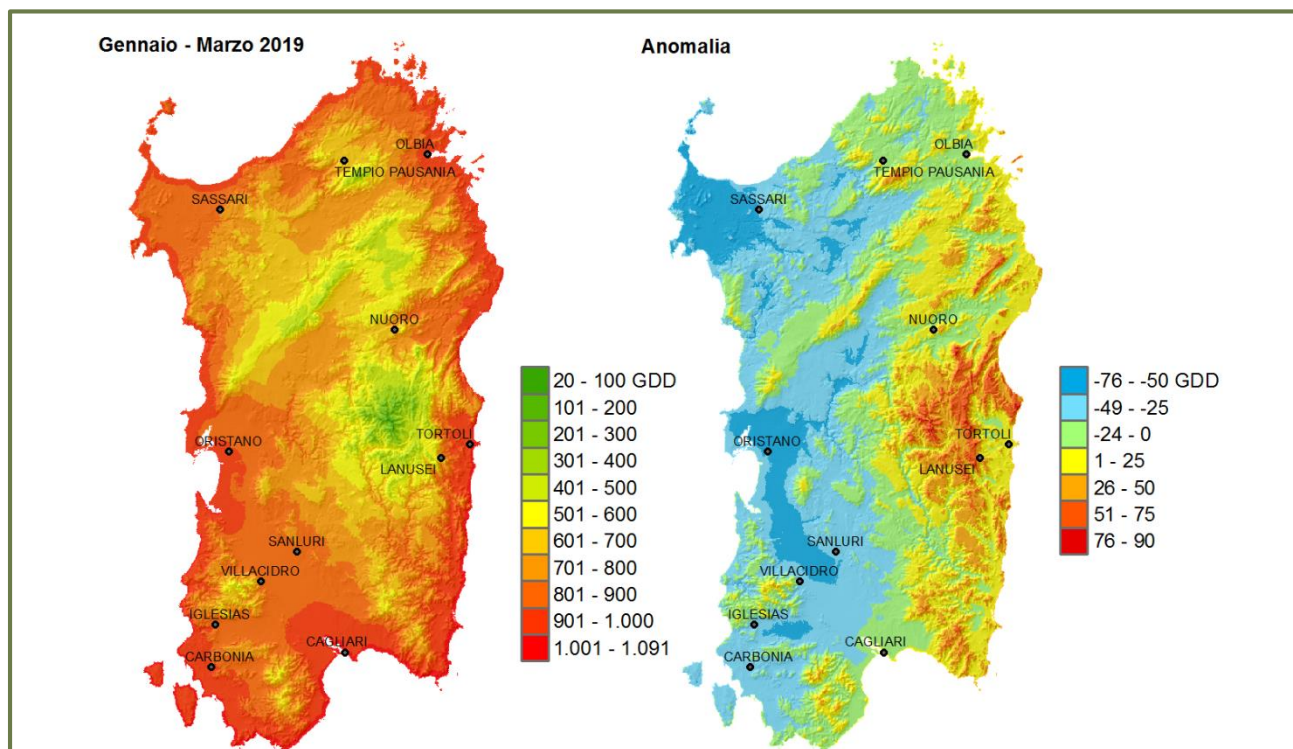 Gennaio - Marzo 2019
OLBIA
TEMPIO PAUSANIA
SASSARI
NUORO
ORISTANO
TORTOLI
LANUSEI
SANLURI
VILLACIDRO
IGLESIAS
CAGLIARI
CARBONIA
20 - 100 GDD
101 - 200
201 - 300
301 - 400
401 - 500
501 - 600
601 - 700
701 - 800
801 - 900
901 - 1.000
1.001 - 1.091
Anomalia
OLBIA
TEMPIO PAUSANIA
SASSARI
NUORO
ORISTANO
TORTOLI
LANUSEI
SANLURI
VILLACIDRO
IGLESIAS
CAGLIARI
CARBONIA
-76 - -50 GDD
-49 - -25
-24 - 0
1 - 25
26 - 50
51 - 75
76 - 90